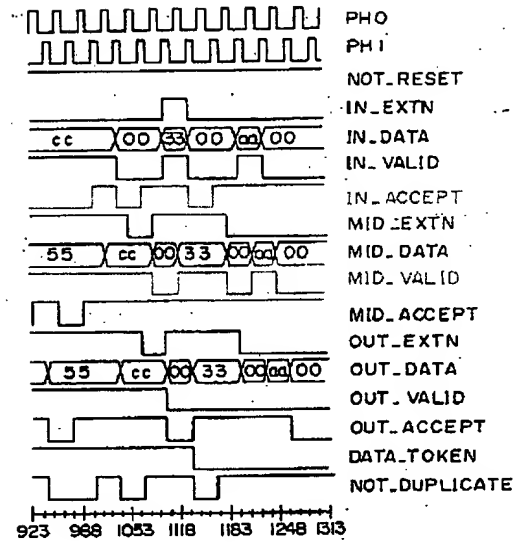 PHO
PHI
NOT_RESET
IN_EXTN
cc 00 33 00 aa 00 IN_DATA
IN_VALID
IN_ACCEPT
MID_EXTN
55 cc 00 33 00 aa 00 MID_DATA
MID_VALID
MID_ACCEPT
OUT_EXTN
55 cc 00 33 00 aa 00 OUT_DATA
OUT_VALID
OUT_ACCEPT
DATA_TOKEN
NOT_DUPLICATE
923 988 1053 1118 1183 1248 1313